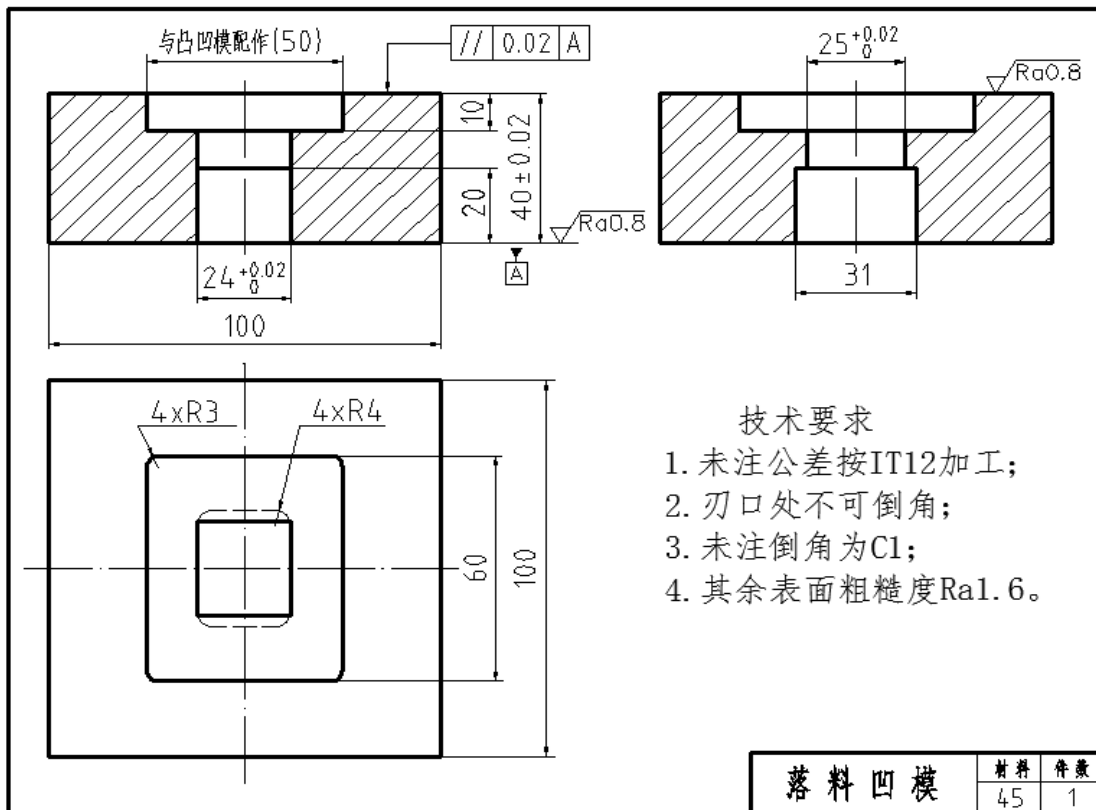 与凸凹模配作(50)
// 0.02 A
25+0.02 0
Ra0.8
10
20
40±0.02
Ra0.8
A
24+0.02 0
31
100
4xR3
4xR4
60
100
技术要求
1.未注公差按IT12加工;
2.刃口处不可倒角;
3.未注倒角为C1;
4.其余表面粗糙度Ra1.6。
落料凹模
材料 件数
45 1